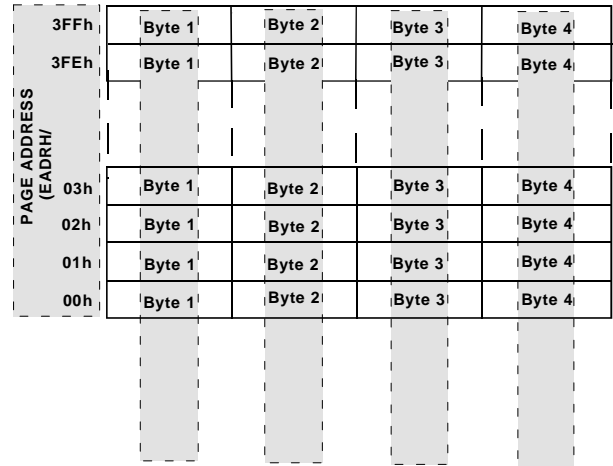 3FFh Byte 1 Byte 2 Byte 3 Byte 4
3FEh Byte 1 Byte 2 Byte 3 Byte 4
PAGE ADDRESS
(EADRH/
03h Byte 1 Byte 2 Byte 3 Byte 4
02h Byte 1 Byte 2 Byte 3 Byte 4
01h Byte 1 Byte 2 Byte 3 Byte 4
00h Byte 1 Byte 2 Byte 3 Byte 4